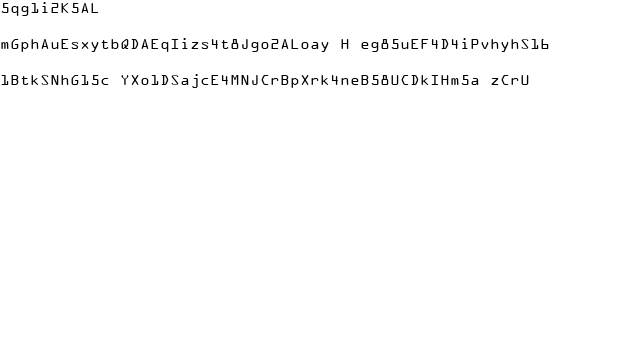 5qg1i2K5AL
mGphAuEsxytbQDAEqIizs4t8Jgo2ALoay H eg85uEF4D4iPvhyhS16
1BtkSNhG15c YXo1DSajcE4MNJCrBpXrk4neB58UCDkIHm5a zCrU